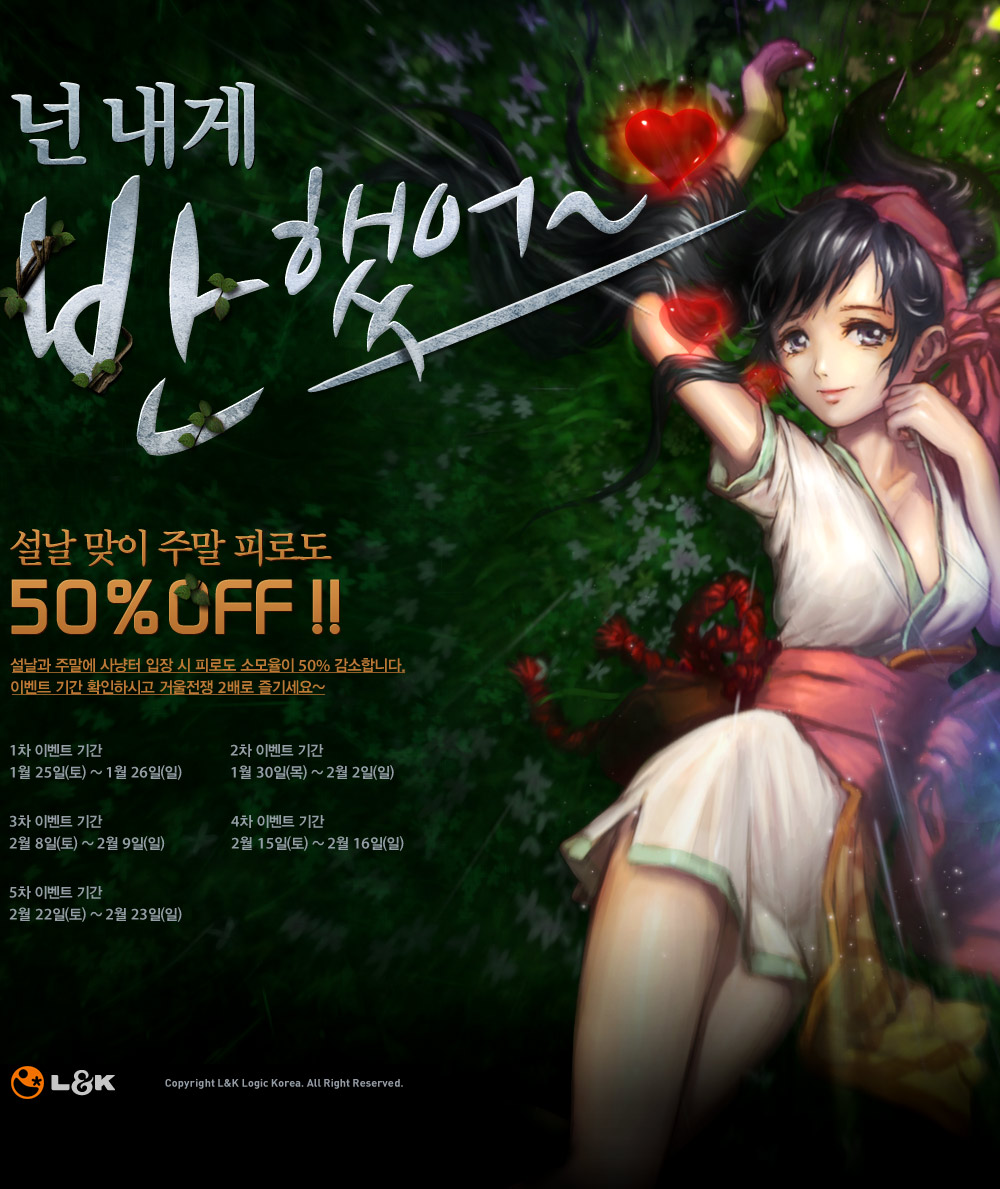 넌 내게
반했어~
설날 맞이 주말 피로도
50% OFF !!
설날과 주말에 사냥터 입장 시 피로도 소모율이 50% 감소합니다.
이벤트 기간 확인하시고 거울전쟁 2배로 즐기세요~
1차 이벤트 기간
1월 25일(토) ~ 1월 26일(일)
2차 이벤트 기간
1월 30일(목) ~ 2월 2일(일)
3차 이벤트 기간
2월 8일(토) ~ 2월 9일(일)
4차 이벤트 기간
2월 15일(토) ~ 2월 16일(일)
5차 이벤트 기간
2월 22일(토) ~ 2월 23일(일)
L&K
Copyright L&K Logic Korea. All Right Reserved.